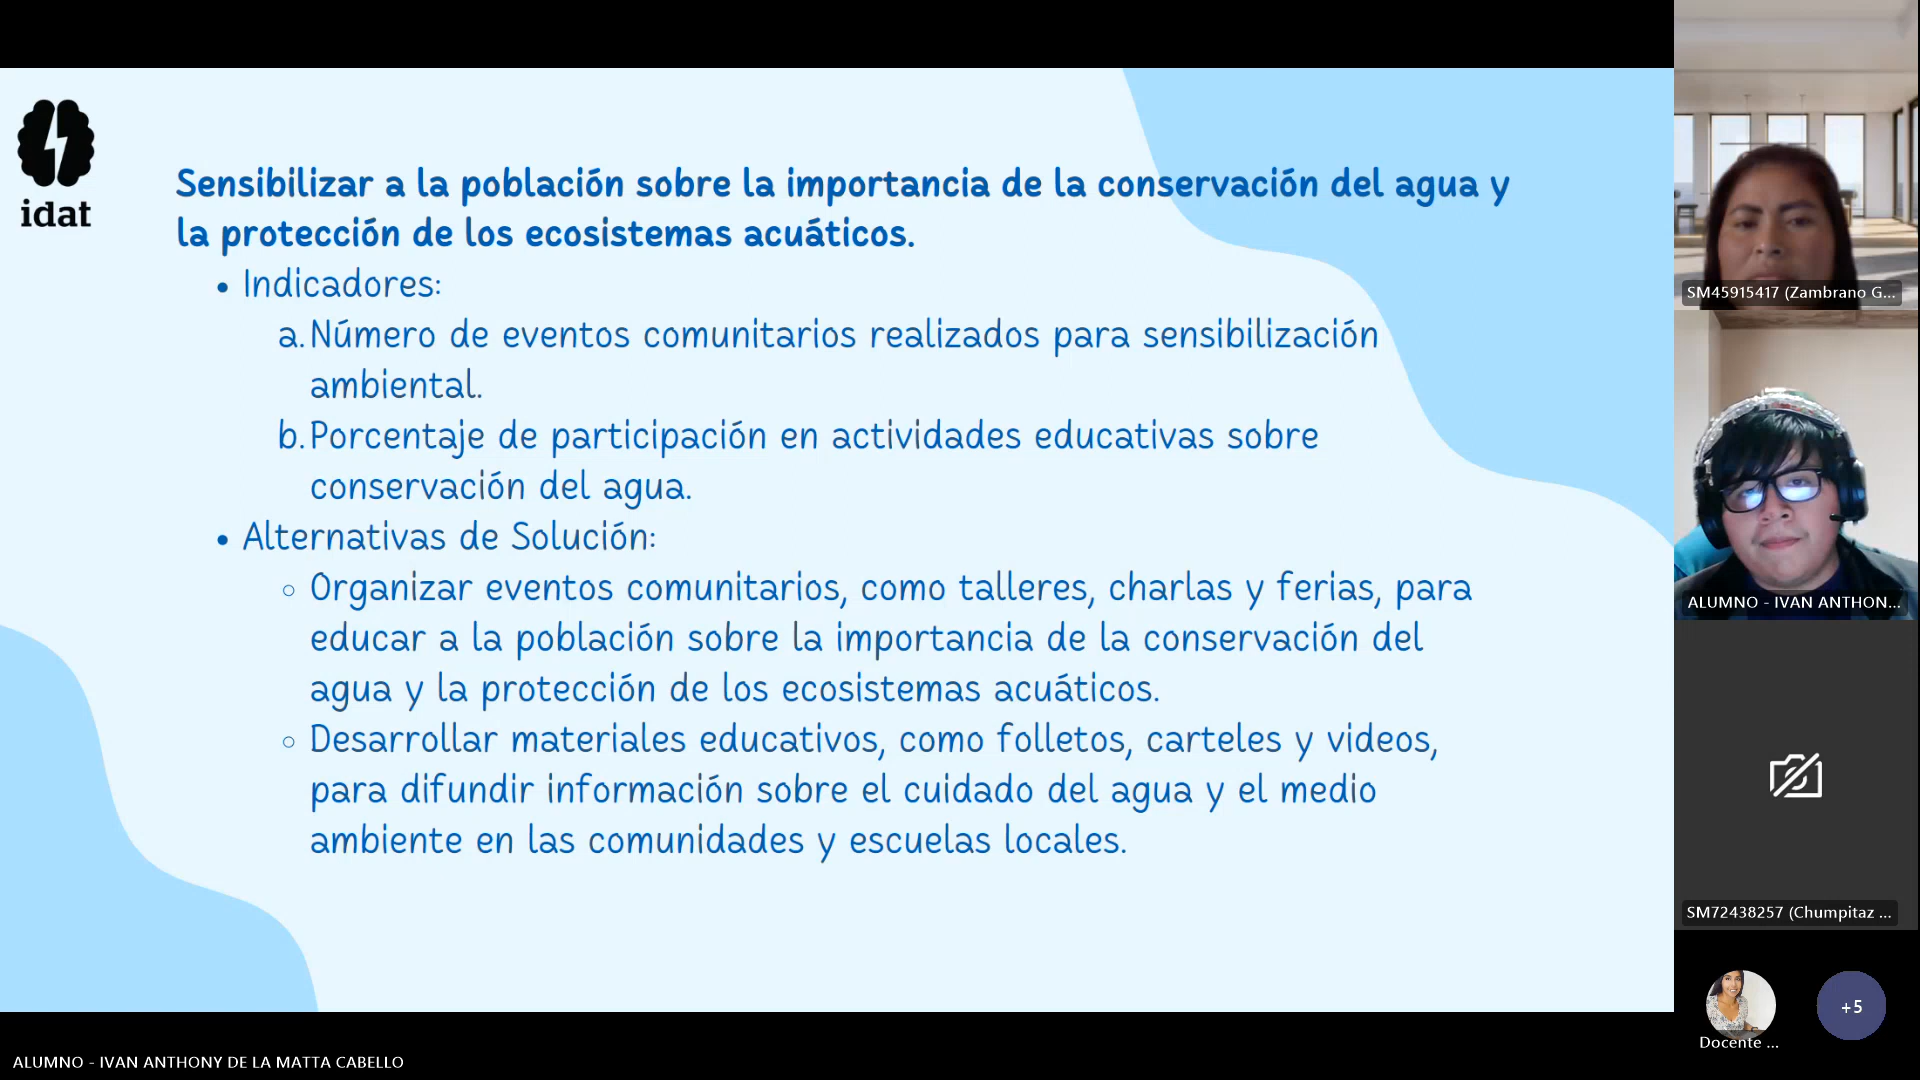 idat
Sensibilizar a la población sobre la importancia de la conservación del agua y
la protección de los ecosistemas acuáticos.
• Indicadores:
a. Número de eventos comunitarios realizados para sensibilización
ambiental.
b. Porcentaje de participación en actividades educativas sobre
conservación del agua.
• Alternativas de Solución:
○ Organizar eventos comunitarios, como talleres, charlas y ferias, para
educar a la población sobre la importancia de la conservación del
agua y la protección de los ecosistemas acuáticos.
○ Desarrollar materiales educativos, como folletos, carteles y videos,
para difundir información sobre el cuidado del agua y el medio
ambiente en las comunidades y escuelas locales.
SM45915417 (Zambrano G...
ALUMNO - IVAN ANTHON...
SM72438257 (Chumpitaz ...
Docente ...
+5
ALUMNO - IVAN ANTHONY DE LA MATTA CABELLO